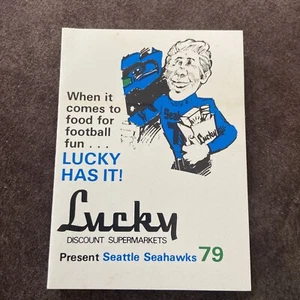 When it
comes to
food for
football
fun . . .
LUCKY
HAS IT!
Lucky
DISCOUNT SUPERMARKETS
Present Seattle Seahawks 79